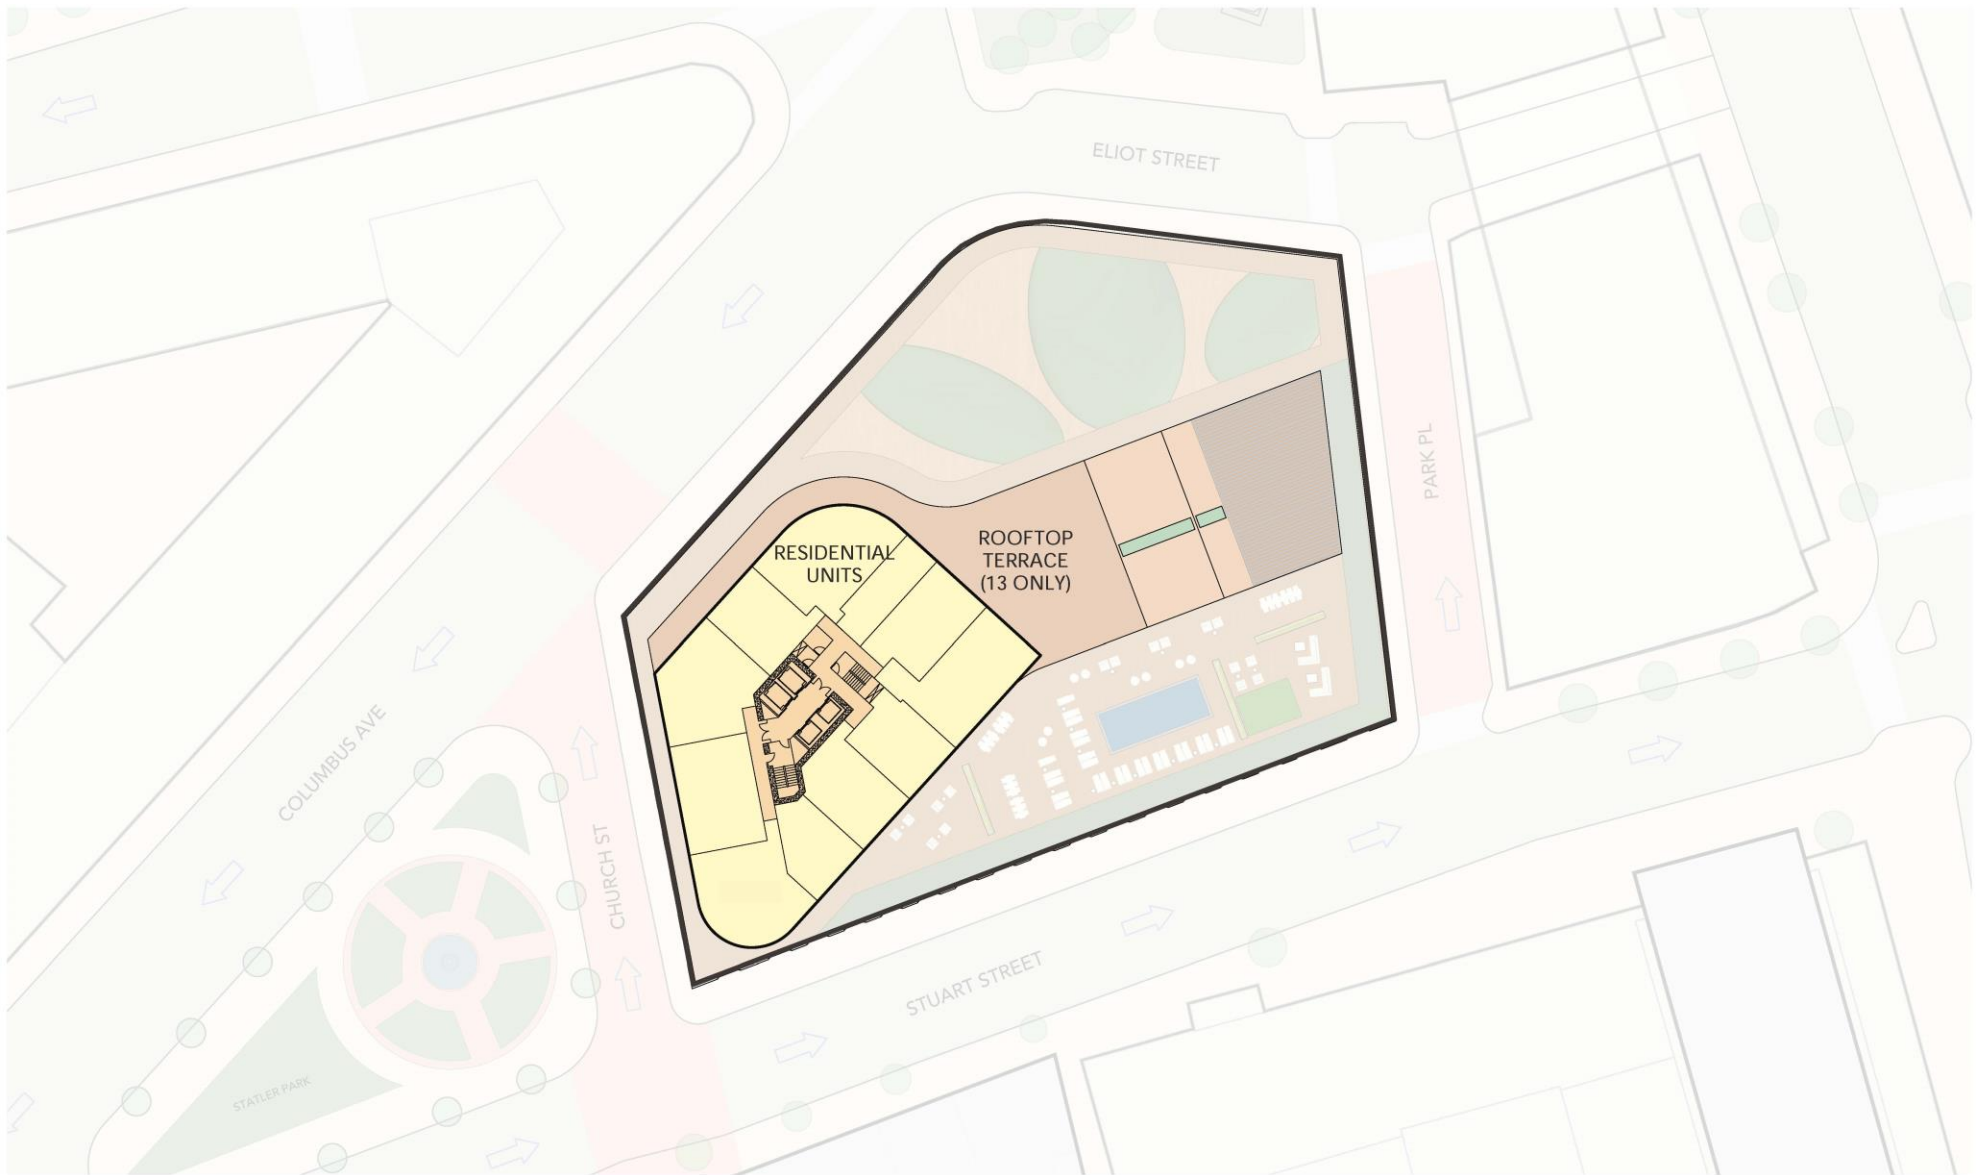 ELIOT STREET
PARK PL
ROOFTOP
TERRACE
(13 ONLY)
RESIDENTIAL
UNITS
COLUMBUS AVE
CHURCH ST
STUART STREET
STATLER PARK